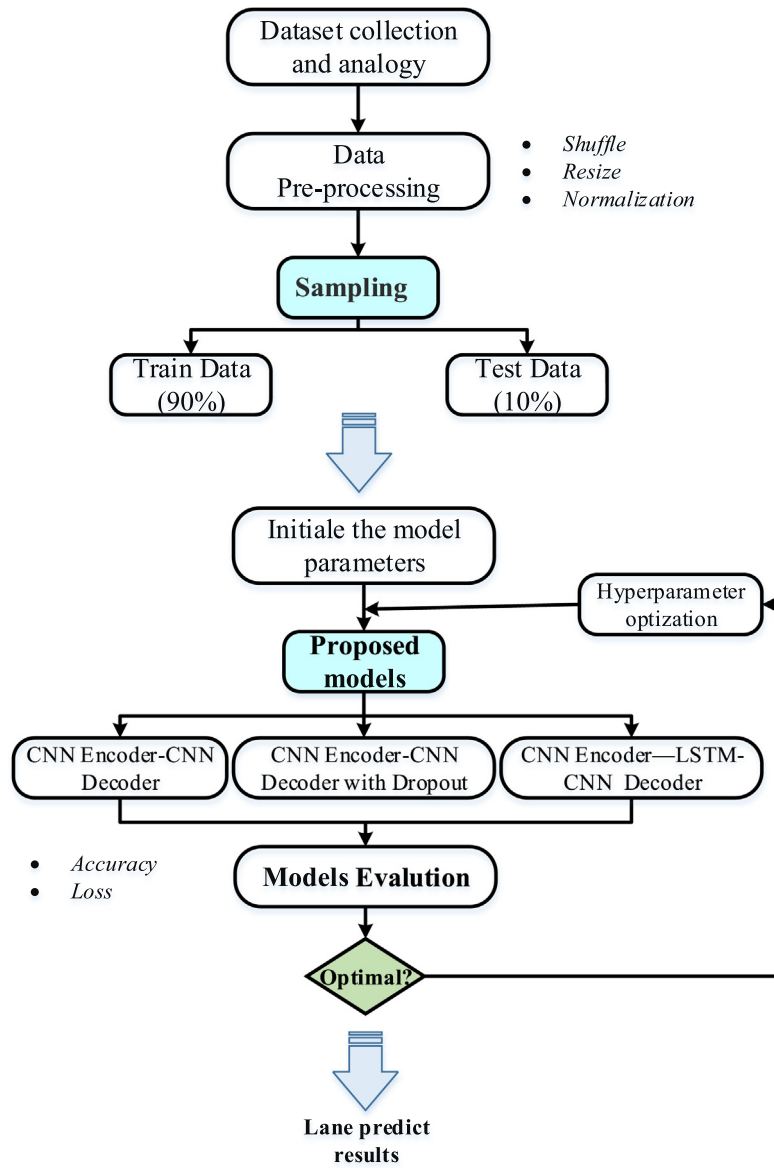 Dataset collection
and analogy
Data
Pre-processing
• Shuffle
• Resize
• Normalization
Sampling
Train Data
(90%)
Test Data
(10%)
Initiale the model
parameters
Hyperparameter
optization
Proposed
models
CNN Encoder-CNN
Decoder
CNN Encoder-CNN
Decoder with Dropout
CNN Encoder—LSTM-
CNN Decoder
• Accuracy
• Loss
Models Evalution
Optimal?
Lane predict
results